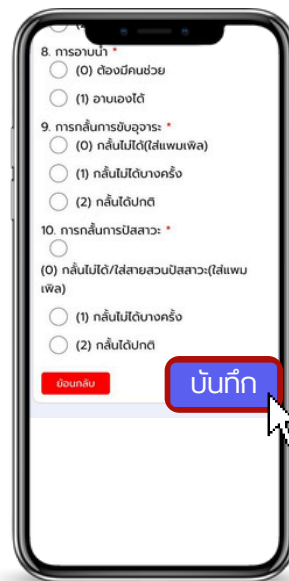 8. การอาบน้ำ *
(0) ต้องมีคนช่วย
(1) อาบเองได้
9. การกลั้นการขับอุจาระ *
(0) กลั้นไม่ได้(ใส่แพมเพิส)
(1) กลั้นไม่ได้บางครั้ง
(2) กลั้นได้ปกติ
10. การกลั้นการปัสสาวะ *
(0) กลั้นไม่ได้/ใส่สายสวนปัสสาวะ(ใส่แพม
เพิส)
(1) กลั้นไม่ได้บางครั้ง
(2) กลั้นได้ปกติ
ย้อนกลับ
บันทึก